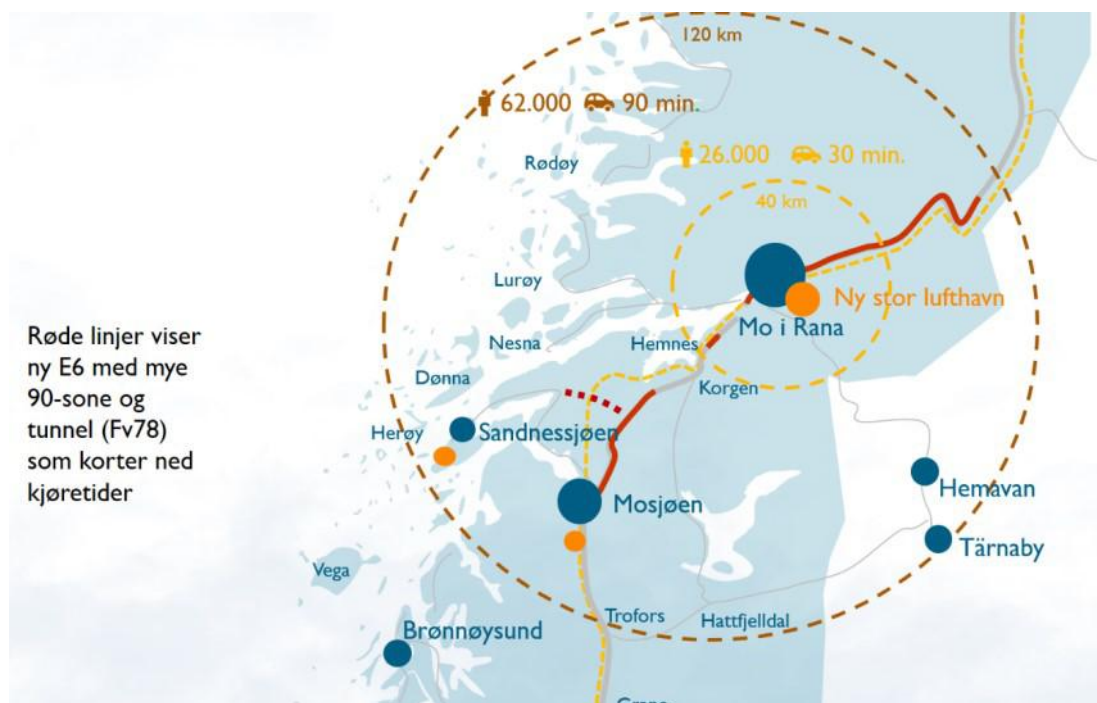 120 km
62.000 90 min.
26.000 30 min.
Rødøy
40 km
Lurøy
Ny stor lufthavn
Mo i Rana
Nesna
Hemnes
Røde linjer viser
ny E6 med mye
90-sone og
tunnel (Fv78)
som korter ned
kjøretider
Dønna
Korgen
Herøy
Sandnessjøen
Hemavan
Mosjøen
Tärnaby
Vega
Trofors
Hattfjelldal
Brønnøysund